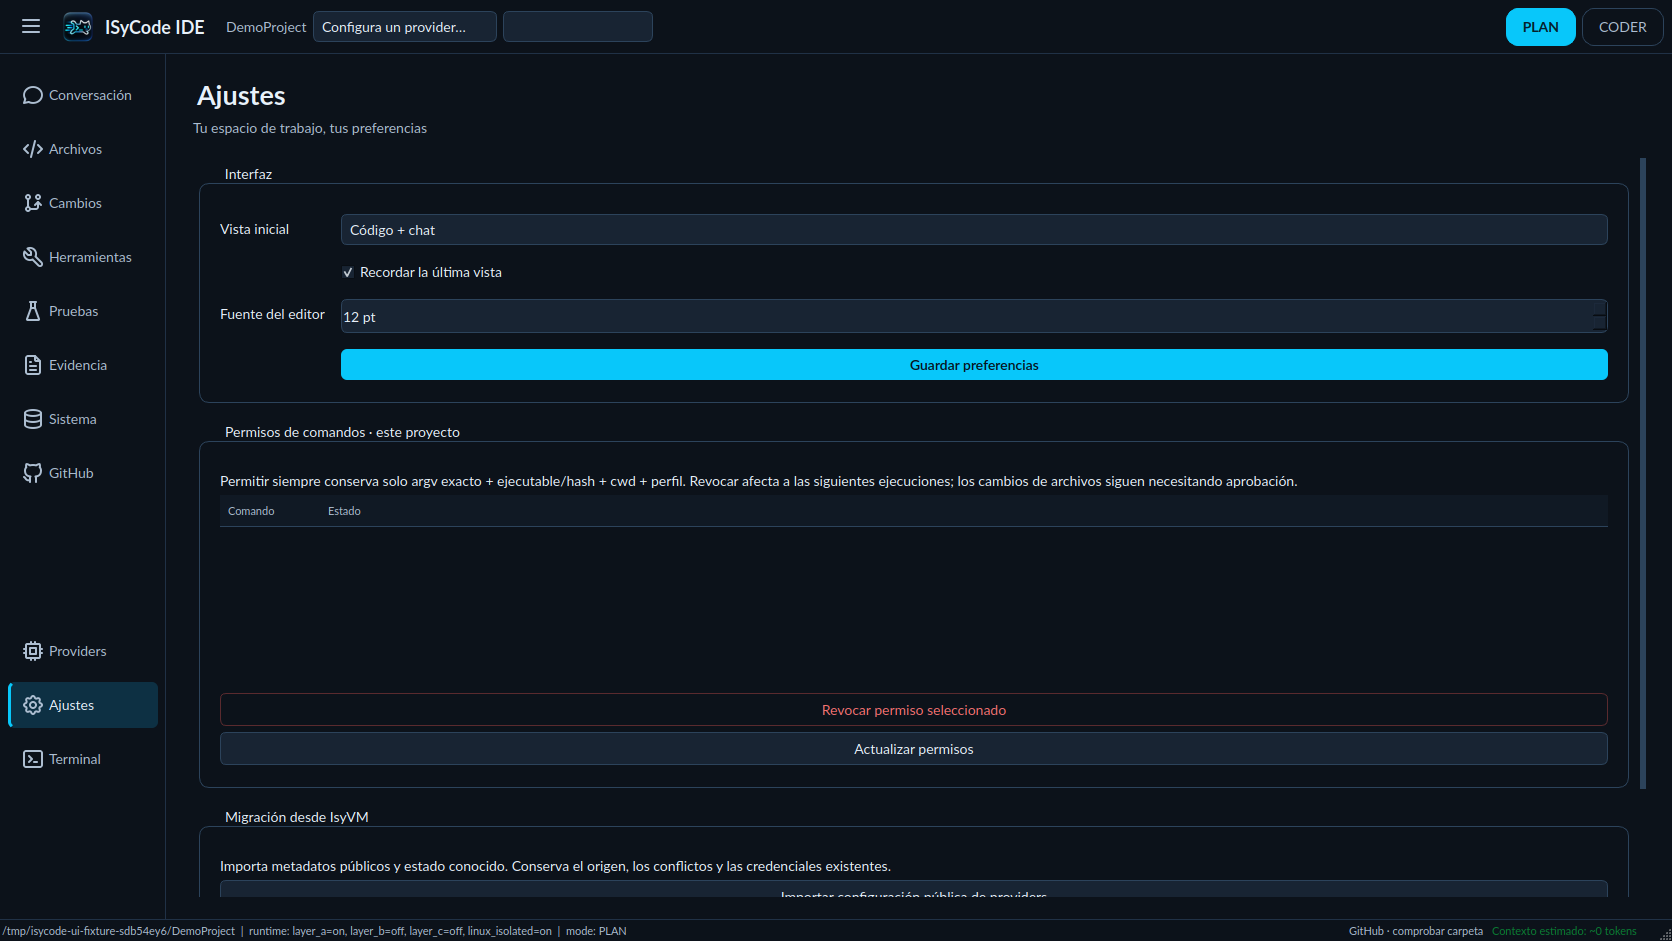 ISyCode IDE DemoProject Configura un provider... PLAN CODER
Conversación
Archivos
Cambios
Herramientas
Pruebas
Evidencia
Sistema
GitHub
Providers
Ajustes
Terminal
Ajustes
Tu espacio de trabajo, tus preferencias
Interfaz
Vista inicial Código + chat
Recordar la última vista
Fuente del editor 12 pt
Guardar preferencias
Permisos de comandos · este proyecto
Permitir siempre conserva solo argv exacto + ejecutable/hash + cwd + perfil. Revocar afecta a las siguientes ejecuciones; los cambios de archivos siguen necesitando aprobación.
Comando Estado
Revocar permiso seleccionado
Actualizar permisos
Migración desde IsyVM
Importa metadatos públicos y estado conocido. Conserva el origen, los conflictos y las credenciales existentes.
Importar configuración pública de providers
/tmp/isycode-ui-fixture-sdb54ey6/DemoProject | runtime: layer_a=on, layer_b=off, layer_c=off, linux_isolated=on | mode: PLAN GitHub · comprobar carpeta Contexto estimado: ~0 tokens